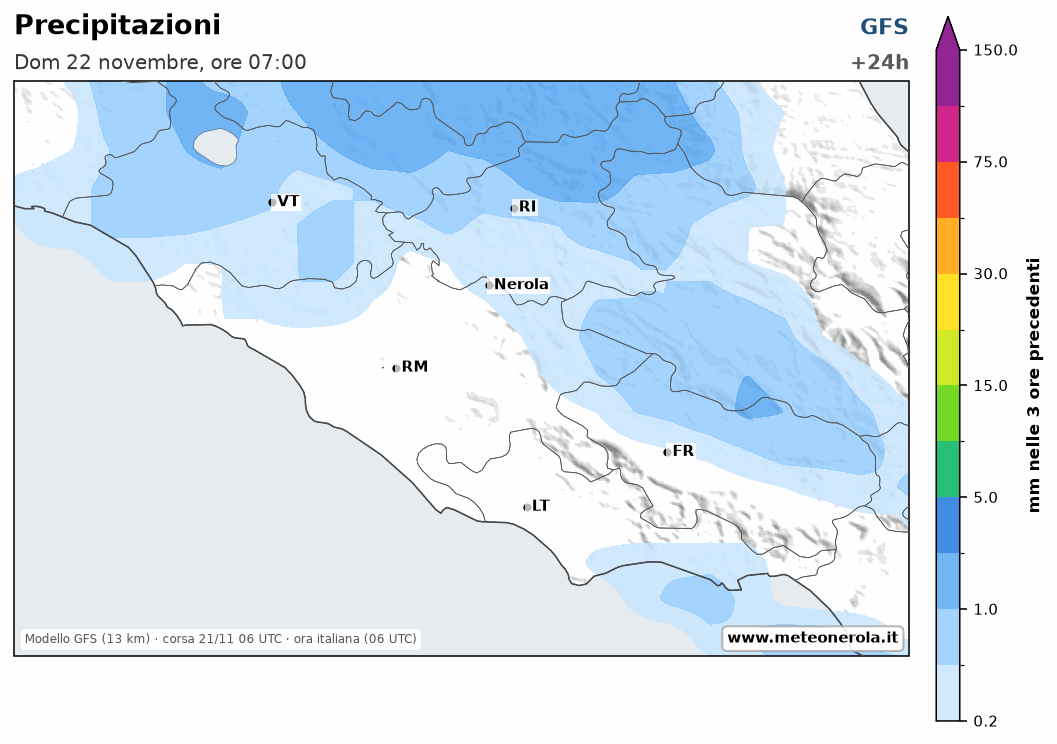 Precipitazioni
GFS
Dom 22 novembre, ore 07:00
+24h
150.0
75.0
30.0
15.0
5.0
1.0
0.2
mm nelle 3 ore precedenti
VT
RI
Nerola
RM
FR
LT
Modello GFS (13 km) · corsa 21/11 06 UTC · ora italiana (06 UTC)
www.meteonerola.it